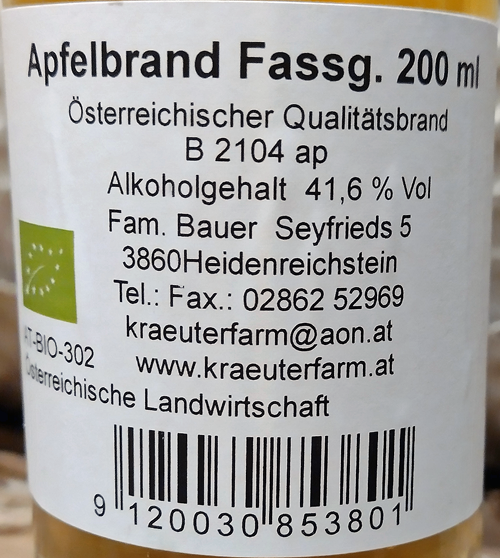 Apfelbrand Fassg. 200 ml
Österreichischer Qualitätsbrand
B 2104 ap
Alkoholgehalt 41,6 % Vol
Fam. Bauer Seyfrieds 5
3860Heidenreichstein
Tel.: Fax.: 02862 52969
kraeuterfarm@aon.at
www.kraeuterfarm.at
AT-BIO-302
Österreichische Landwirtschaft
9 120030 853801